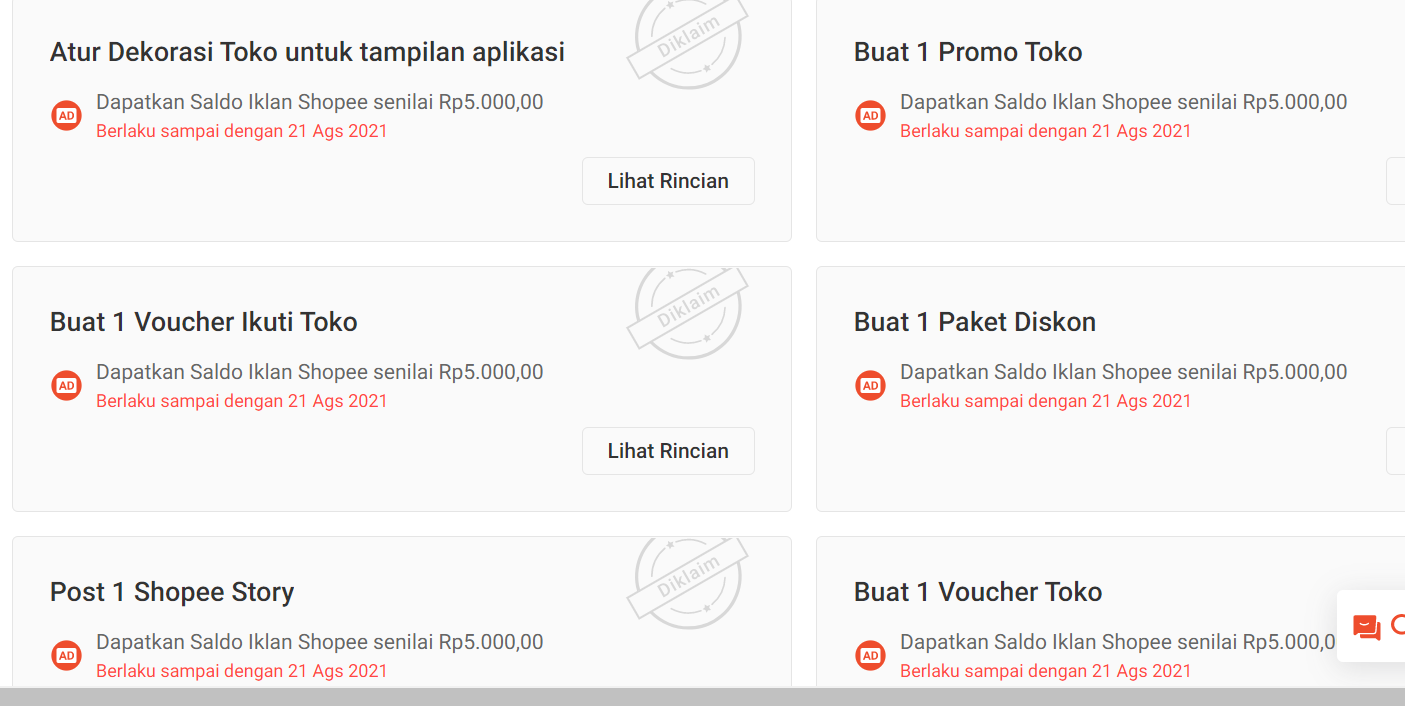 Diklaim
Atur Dekorasi Toko untuk tampilan aplikasi
AD
Dapatkan Saldo Iklan Shopee senilai Rp5.000,00
Berlaku sampai dengan 21 Ags 2021
Lihat Rincian
Buat 1 Promo Toko
AD
Dapatkan Saldo Iklan Shopee senilai Rp5.000,00
Berlaku sampai dengan 21 Ags 2021
Diklaim
Buat 1 Voucher Ikuti Toko
AD
Dapatkan Saldo Iklan Shopee senilai Rp5.000,00
Berlaku sampai dengan 21 Ags 2021
Lihat Rincian
Buat 1 Paket Diskon
AD
Dapatkan Saldo Iklan Shopee senilai Rp5.000,00
Berlaku sampai dengan 21 Ags 2021
Diklaim
Post 1 Shopee Story
AD
Dapatkan Saldo Iklan Shopee senilai Rp5.000,00
Berlaku sampai dengan 21 Ags 2021
Buat 1 Voucher Toko
AD
Dapatkan Saldo Iklan Shopee senilai Rp5.000,0
Berlaku sampai dengan 21 Ags 2021